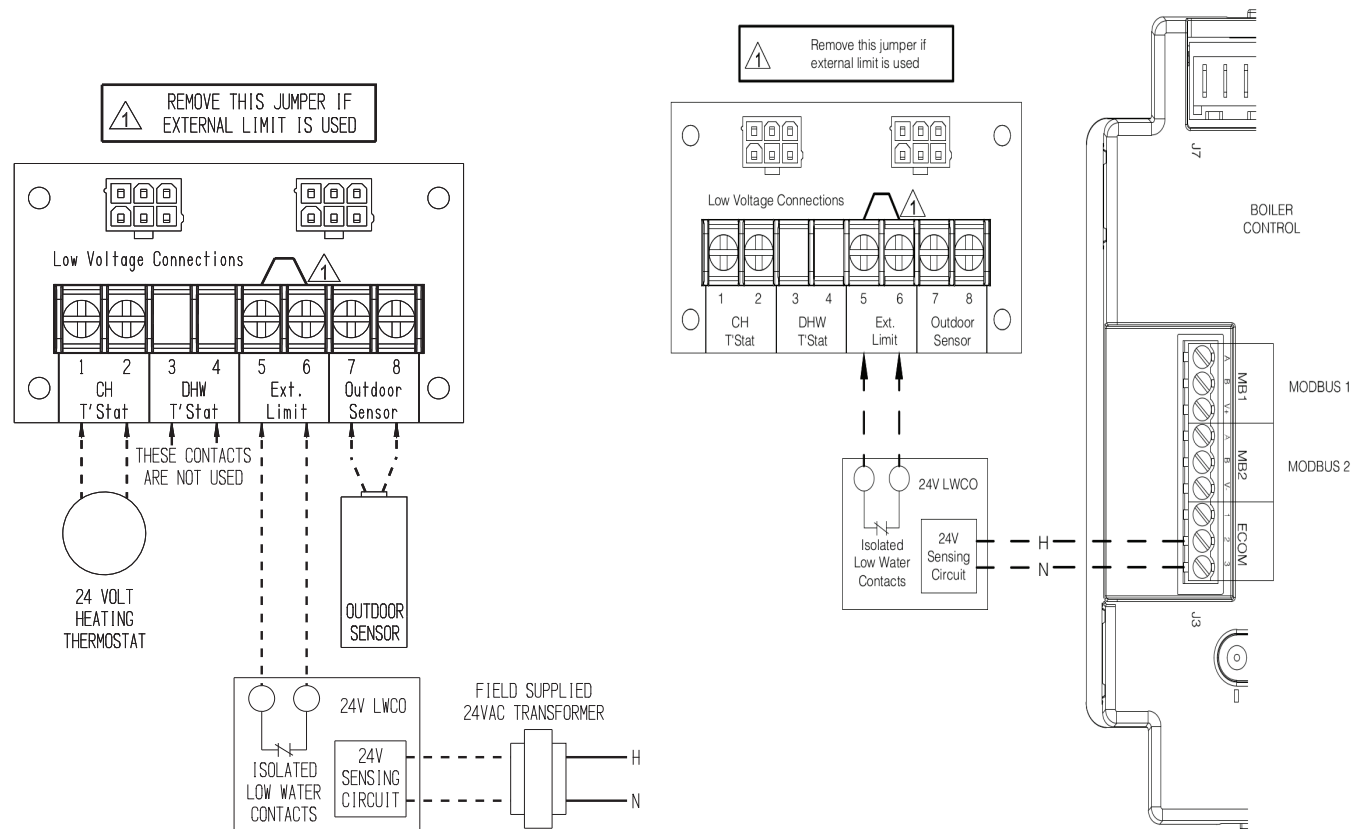 1
REMOVE THIS JUMPER IF
EXTERNAL LIMIT IS USED
Low Voltage Connections
1
1 2 3 4 5 6 7 8
CH
T'Stat
DHW
T'Stat
Ext.
Limit
Outdoor
Sensor
THESE CONTACTS
ARE NOT USED
24 VOLT
HEATING
THERMOSTAT
OUTDOOR
SENSOR
24V LWCO
ISOLATED
LOW WATER
CONTACTS
24V
SENSING
CIRCUIT
FIELD SUPPLIED
24VAC TRANSFORMER
H
N
1
Remove this jumper if
external limit is used
Low Voltage Connections
1
1 2 3 4 5 6 7 8
CH
T'Stat
DHW
T'Stat
Ext.
Limit
Outdoor
Sensor
24V LWCO
Isolated
Low Water
Contacts
24V
Sensing
Circuit
H
N
J7
BOILER
CONTROL
A
B
V+
MB1
MODBUS 1
A
B
V-
MB2
MODBUS 2
1
2
3
ECOM
J3